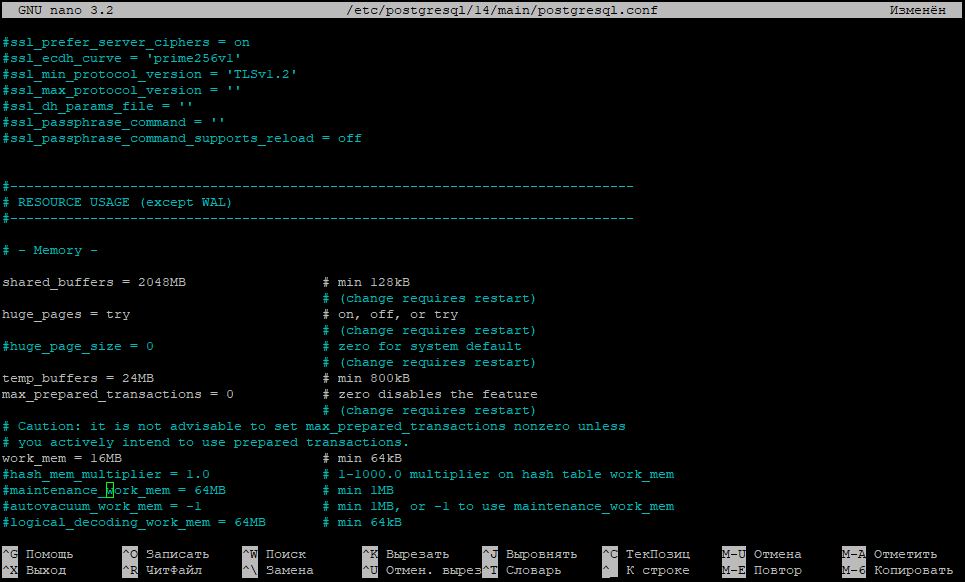 GNU nano 3.2 /etc/postgresql/14/main/postgresql.conf Изменён
#ssl_prefer_server_ciphers = on
#ssl_ecdh_curve = 'prime256v1'
#ssl_min_protocol_version = 'TLSv1.2'
#ssl_max_protocol_version = ''
#ssl_dh_params_file = ''
#ssl_passphrase_command = ''
#ssl_passphrase_command_supports_reload = off
#------------------------------------------------------------------------------
# RESOURCE USAGE (except WAL)
#------------------------------------------------------------------------------
# - Memory -
shared_buffers = 2048MB # min 128kB
# (change requires restart)
huge_pages = try # on, off, or try
# (change requires restart)
#huge_page_size = 0 # zero for system default
# (change requires restart)
temp_buffers = 24MB # min 800kB
max_prepared_transactions = 0 # zero disables the feature
# (change requires restart)
# Caution: it is not advisable to set max_prepared_transactions nonzero unless
# you actively intend to use prepared transactions.
work_mem = 16MB # min 64kB
#hash_mem_multiplier = 1.0 # 1-1000.0 multiplier on hash table work_mem
#maintenance_work_mem = 64MB # min 1MB
#autovacuum_work_mem = -1 # min 1MB, or -1 to use maintenance_work_mem
#logical_decoding_work_mem = 64MB # min 64kB
^G Помощь ^O Записать ^W Поиск ^K Вырезать ^J Выровнять ^C ТекПозиц M-U Отмена M-A Отметить
^X Выход ^R ЧитФайл ^\ Замена ^U Отмен. вырез ^T Словарь ^_ К строке M-E Повтор M-6 Копировать